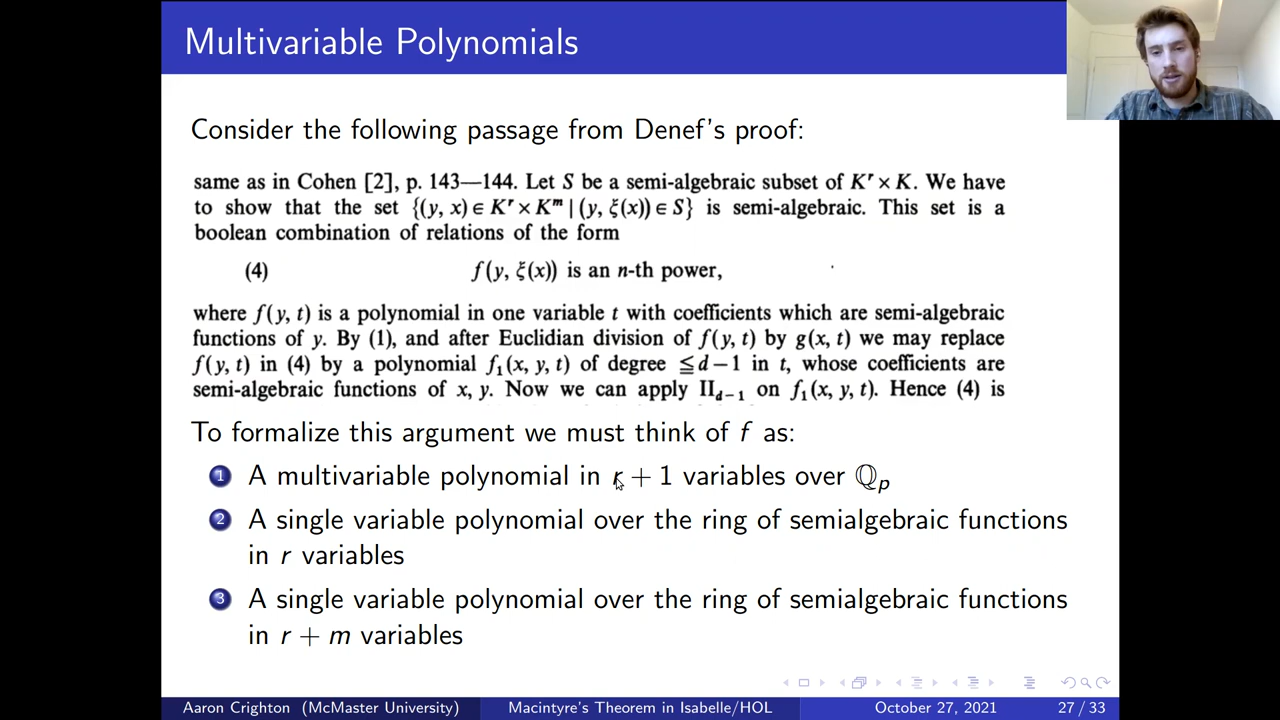 Multivariable Polynomials
Consider the following passage from Denef's proof:
same as in Cohen [2], p. 143—144. Let S be a semi-algebraic subset of Kʳ × K. We have
to show that the set {(y, x) ∈ Kʳ × Kᵐ | (y, ξ(x)) ∈ S} is semi-algebraic. This set is a
boolean combination of relations of the form
(4) f(y, ξ(x)) is an n-th power,
where f(y, t) is a polynomial in one variable t with coefficients which are semi-algebraic
functions of y. By (1), and after Euclidian division of f(y, t) by g(x, t) we may replace
f(y, t) in (4) by a polynomial f₁(x, y, t) of degree ≦d−1 in t, whose coefficients are
semi-algebraic functions of x, y. Now we can apply II_{d−1} on f₁(x, y, t). Hence (4) is
To formalize this argument we must think of f as:
1 A multivariable polynomial in r + 1 variables over ℚₚ
2 A single variable polynomial over the ring of semialgebraic functions
in r variables
3 A single variable polynomial over the ring of semialgebraic functions
in r + m variables
Aaron Crighton (McMaster University) Macintyre's Theorem in Isabelle/HOL October 27, 2021 27 / 33